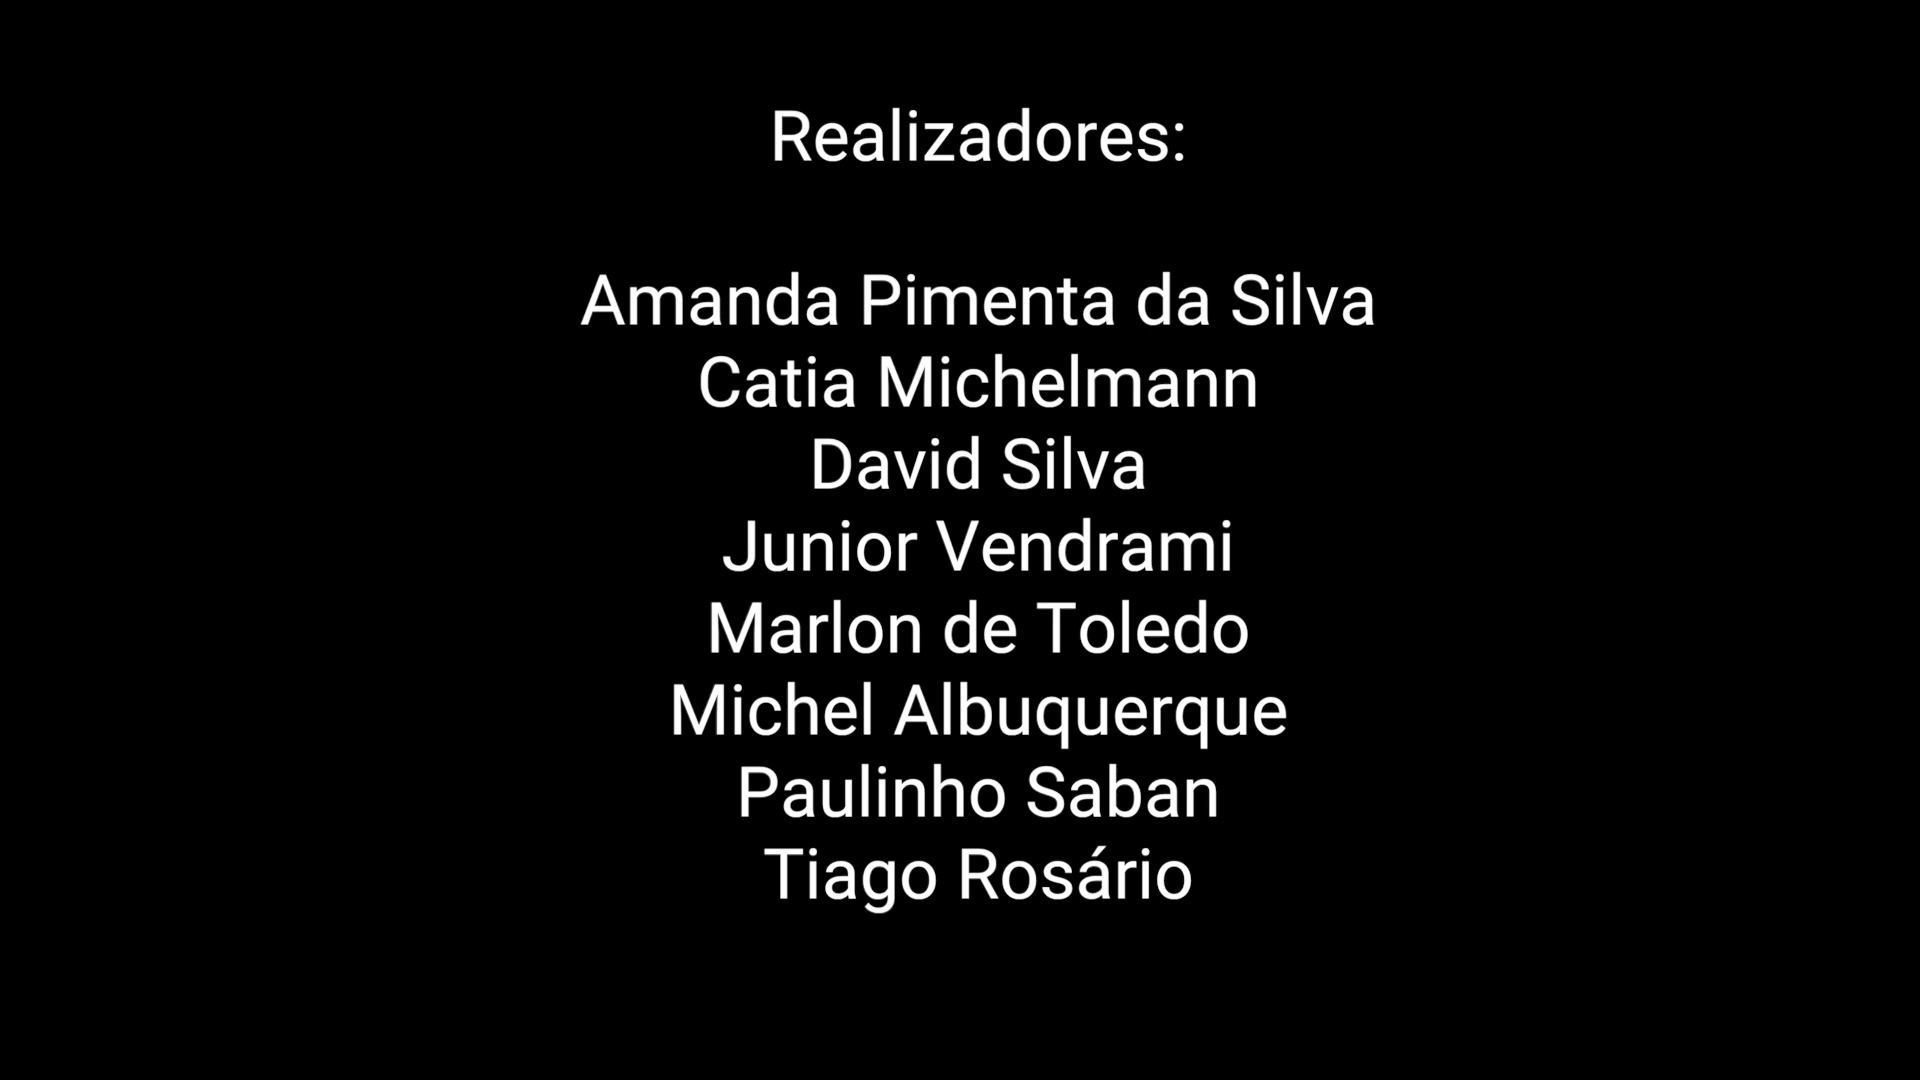 Realizadores:
Amanda Pimenta da Silva
Catia Michelmann
David Silva
Junior Vendrami
Marlon de Toledo
Michel Albuquerque
Paulinho Saban
Tiago Rosário